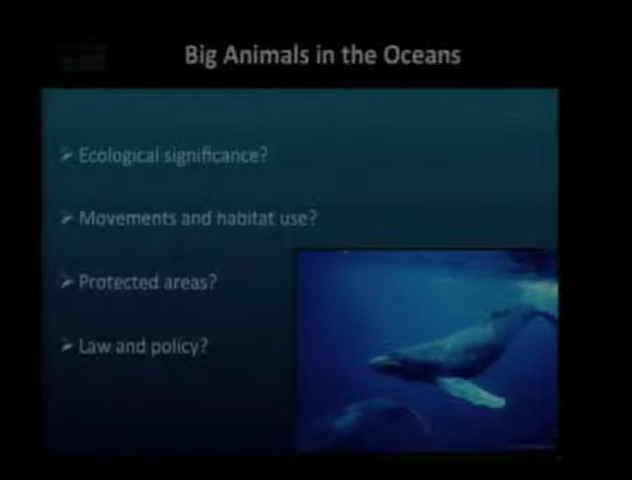 Big Animals in the Oceans
➢ Ecological significance?
➢ Movements and habitat use?
➢ Protected areas?
➢ Law and policy?